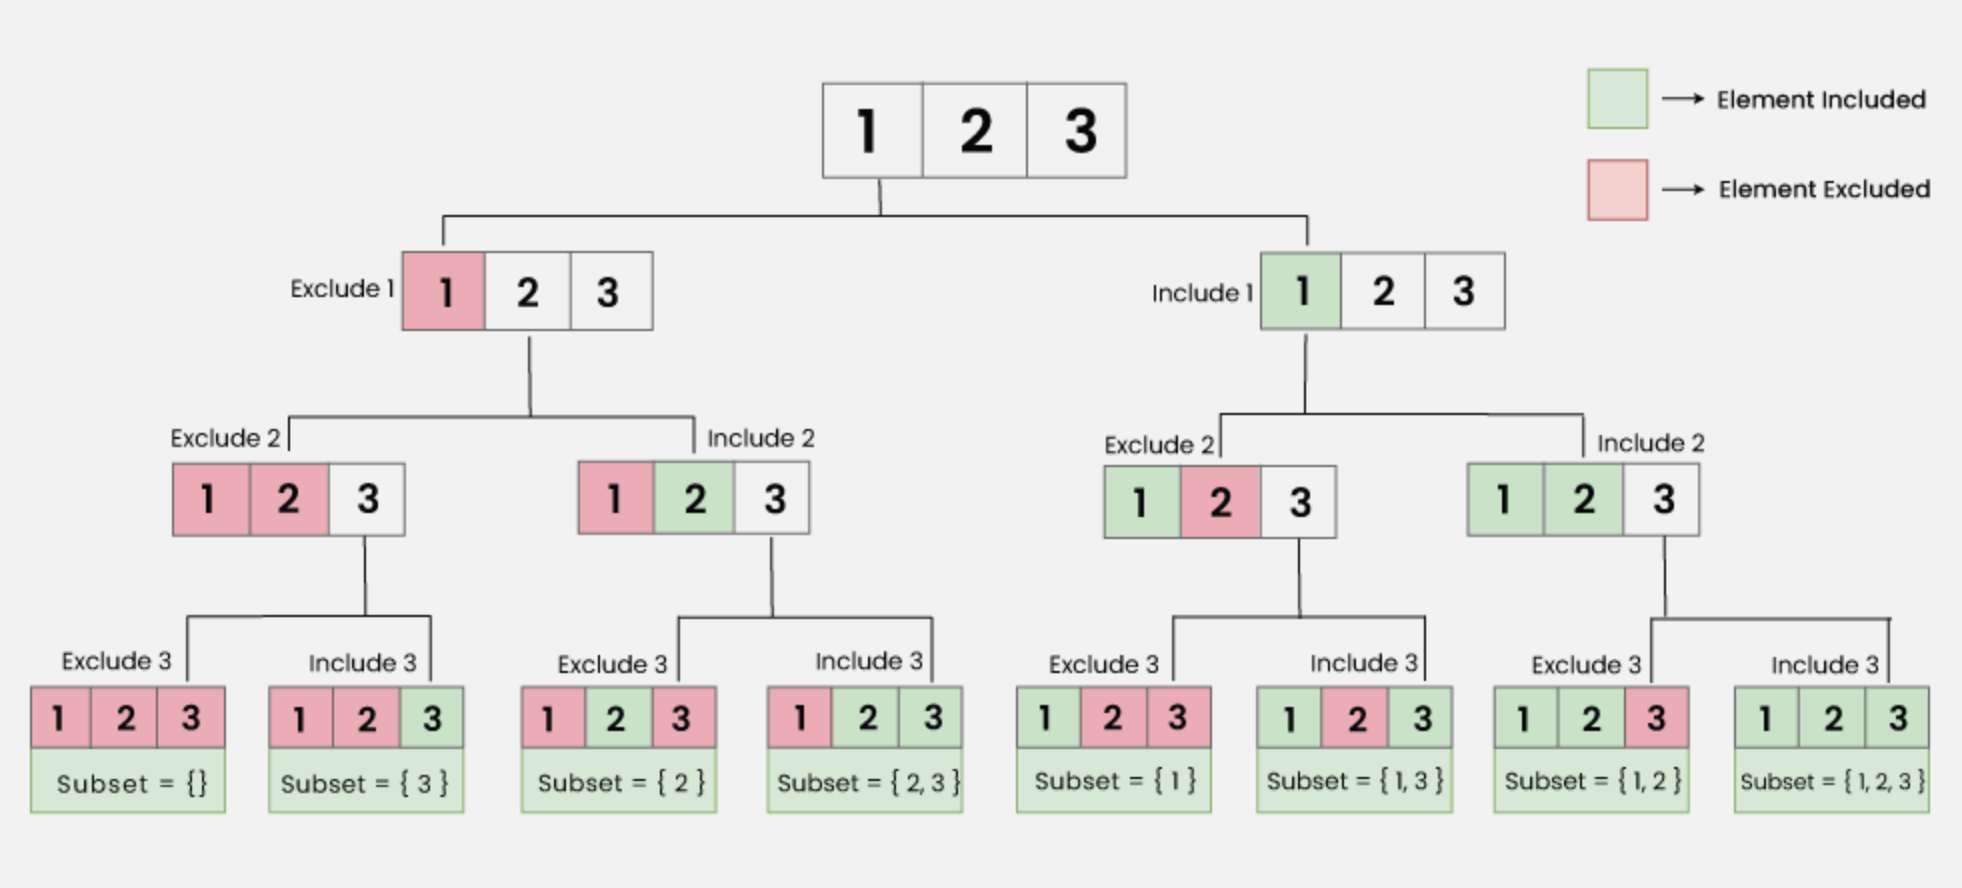 1 2 3
Element Included
Element Excluded
Exclude 1
1 2 3
Include 1
1 2 3
Exclude 2
Include 2
Exclude 2
Include 2
1 2 3
1 2 3
1 2 3
1 2 3
Exclude 3
Include 3
Exclude 3
Include 3
Exclude 3
Include 3
Exclude 3
Include 3
1 2 3
1 2 3
1 2 3
1 2 3
1 2 3
1 2 3
1 2 3
1 2 3
Subset = {}
Subset = { 3 }
Subset = { 2 }
Subset = { 2, 3 }
Subset = { 1 }
Subset = { 1, 3 }
Subset = { 1, 2 }
Subset = { 1, 2, 3 }